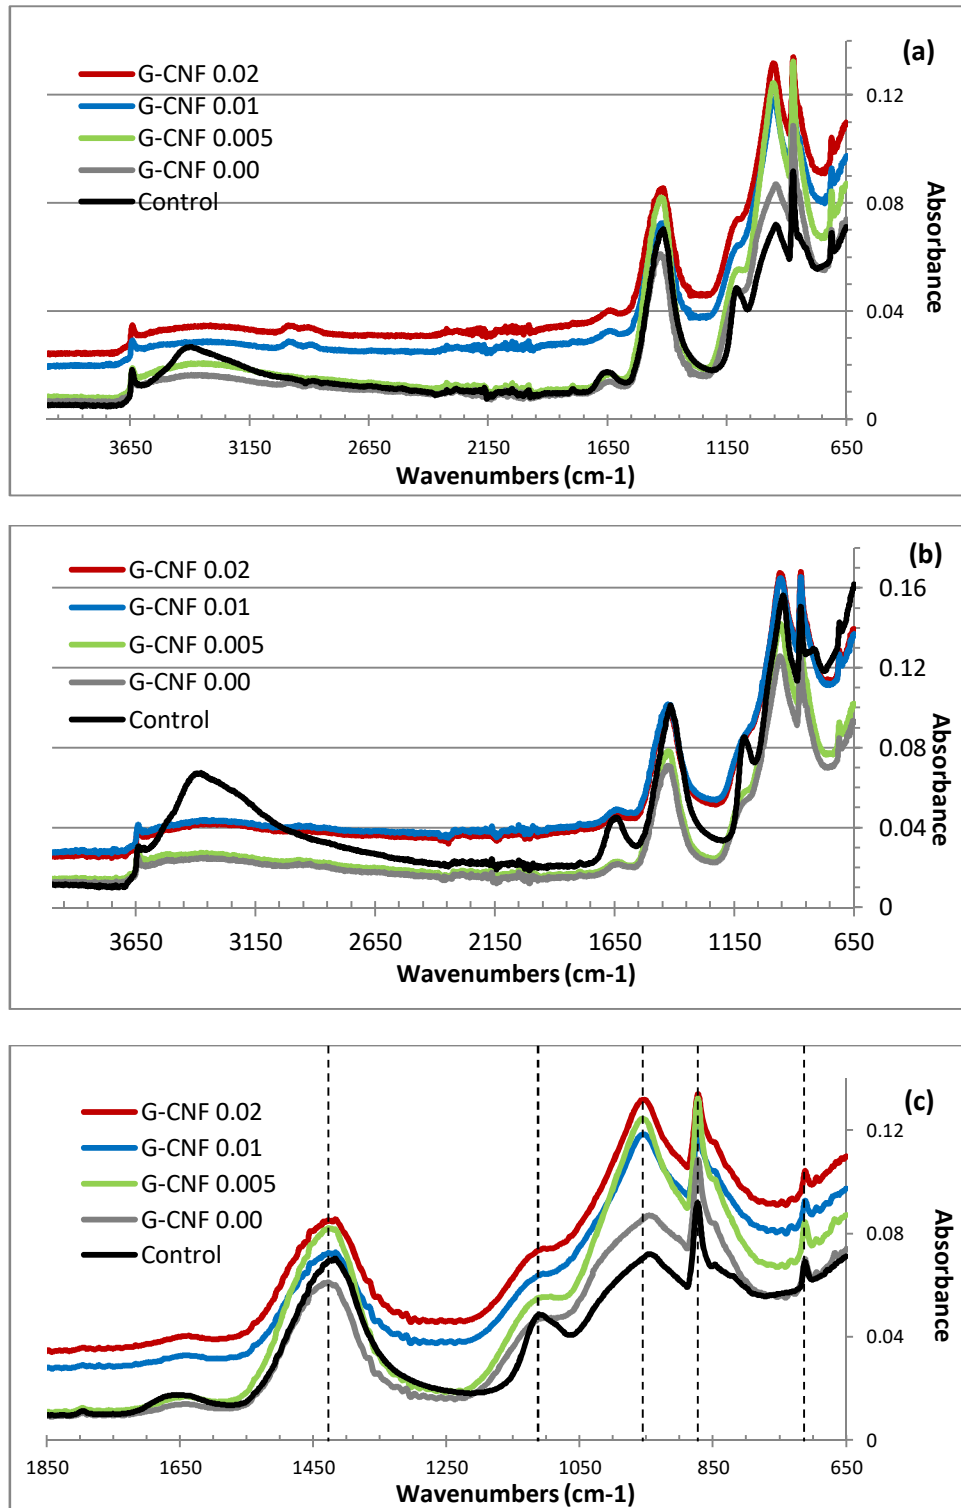 (a)
G-CNF 0.02
G-CNF 0.01
G-CNF 0.005
G-CNF 0.00
Control
0.12
0.08
0.04
0
Absorbance
3650 3150 2650 2150 1650 1150 650
Wavenumbers (cm-1)
(b)
G-CNF 0.02
G-CNF 0.01
G-CNF 0.005
G-CNF 0.00
Control
0.16
0.12
0.08
0.04
0
Absorbance
3650 3150 2650 2150 1650 1150 650
Wavenumbers (cm-1)
(c)
G-CNF 0.02
G-CNF 0.01
G-CNF 0.005
G-CNF 0.00
Control
0.12
0.08
0.04
0
Absorbance
1850 1650 1450 1250 1050 850 650
Wavenumbers (cm-1)